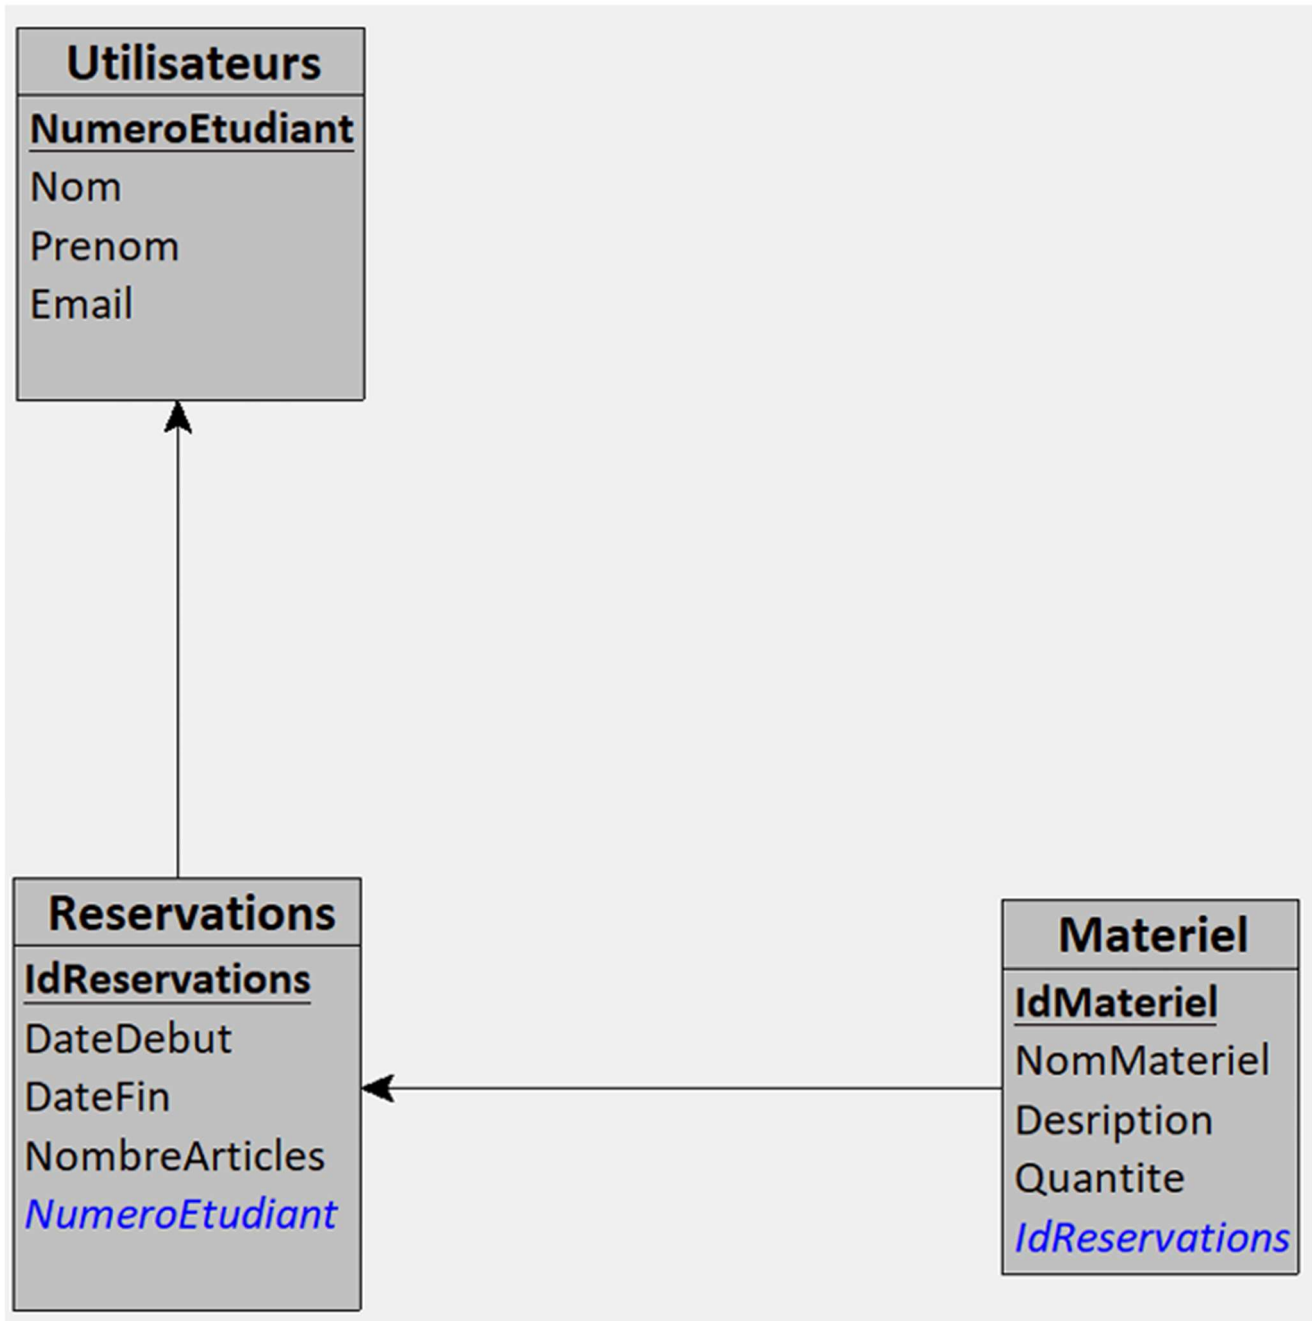 Utilisateurs
NumeroEtudiant
Nom
Prenom
Email
Reservations
IdReservations
DateDebut
DateFin
NombreArticles
NumeroEtudiant
Materiel
IdMateriel
NomMateriel
Desription
Quantite
IdReservations